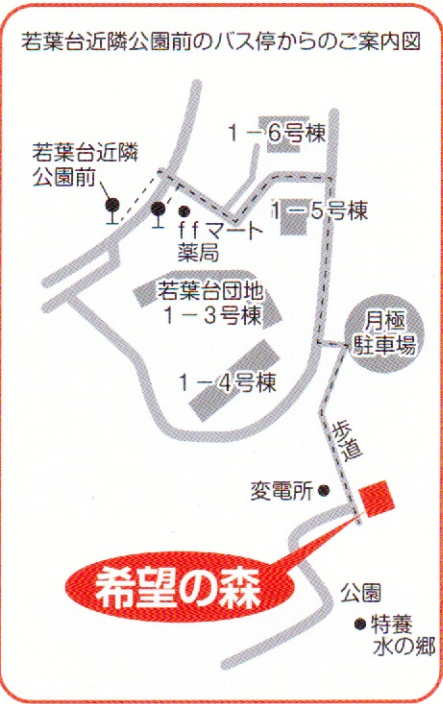 若葉台近隣公園前のバス停からのご案内図
1－6号棟
若葉台近隣
公園前
1－5号棟
ffマート
薬局
若葉台団地
1－3号棟
月極
駐車場
1－4号棟
歩道
変電所
希望の森
公園
特養
水の郷